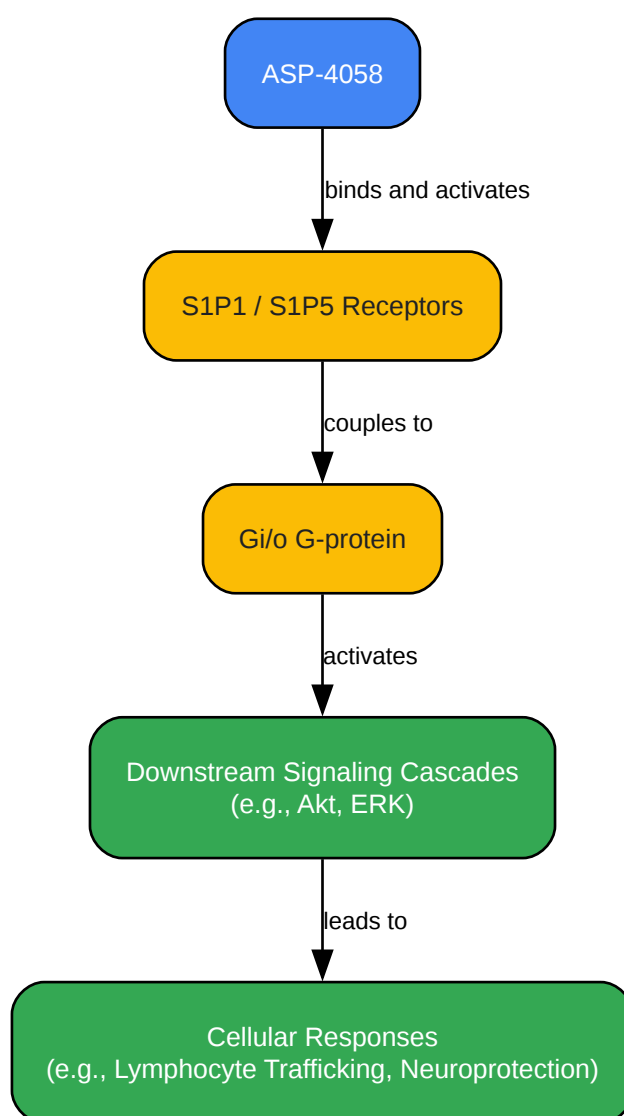 ASP-4058
binds and activates
S1P1 / S1P5 Receptors
couples to
Gi/o G-protein
activates
Downstream Signaling Cascades
(e.g., Akt, ERK)
leads to
Cellular Responses
(e.g., Lymphocyte Trafficking, Neuroprotection)